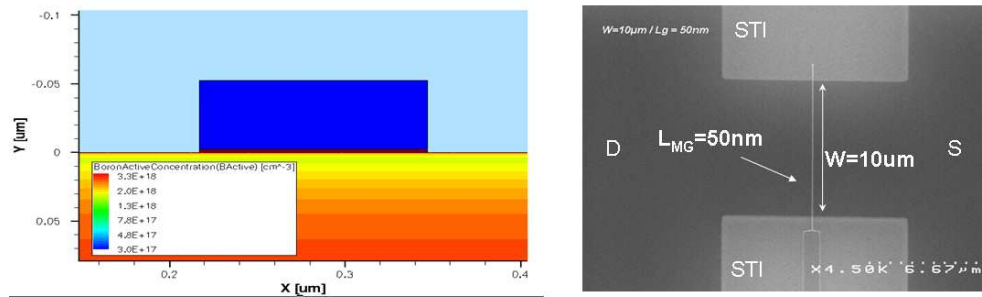 -0.1
-0.05
0
0.05
Y [um]
BoronActiveConcentration(BActive) [cm^-3]
3.3E+18
2.0E+18
1.3E+18
7.8E+17
4.8E+17
3.0E+17
0.2
0.3
0.4
X [um]
W=10µm / Lg = 50nm
STI
D
LMG=50nm
W=10um
S
STI
X4.50K 6.67µm